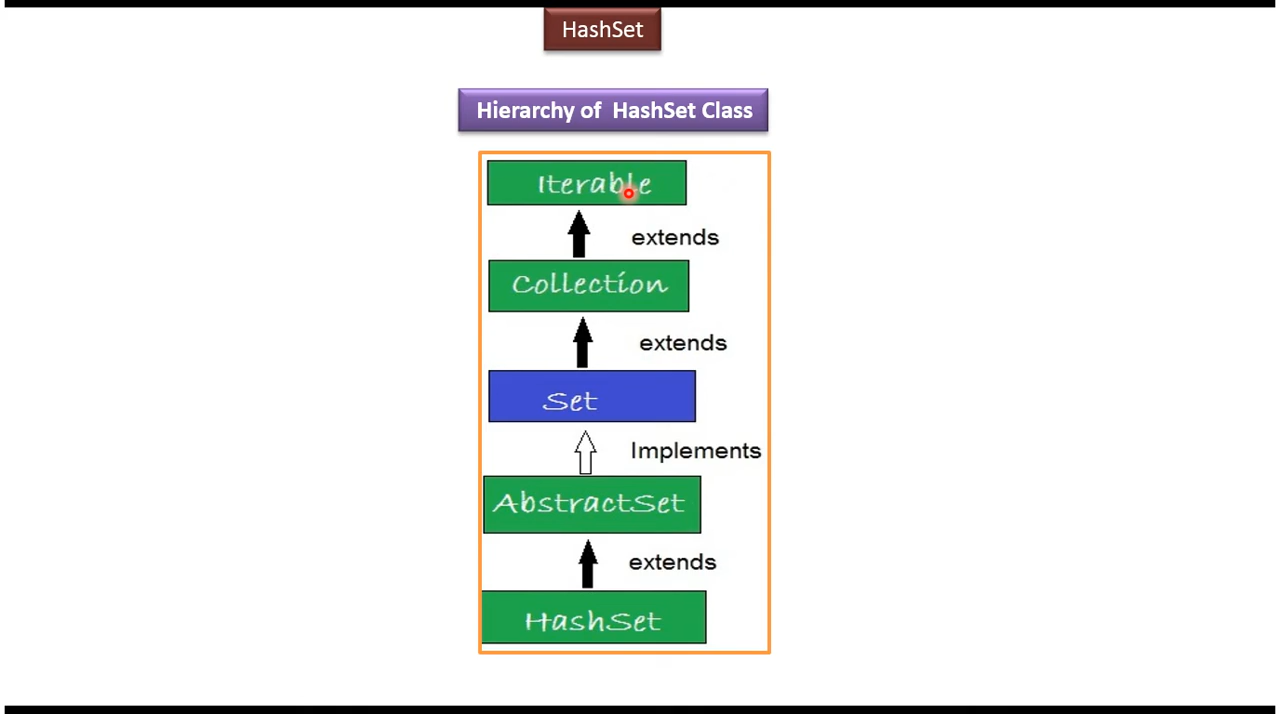 HashSet
Hierarchy of HashSet Class
Iterable
extends
Collection
extends
Set
Implements
AbstractSet
extends
HashSet